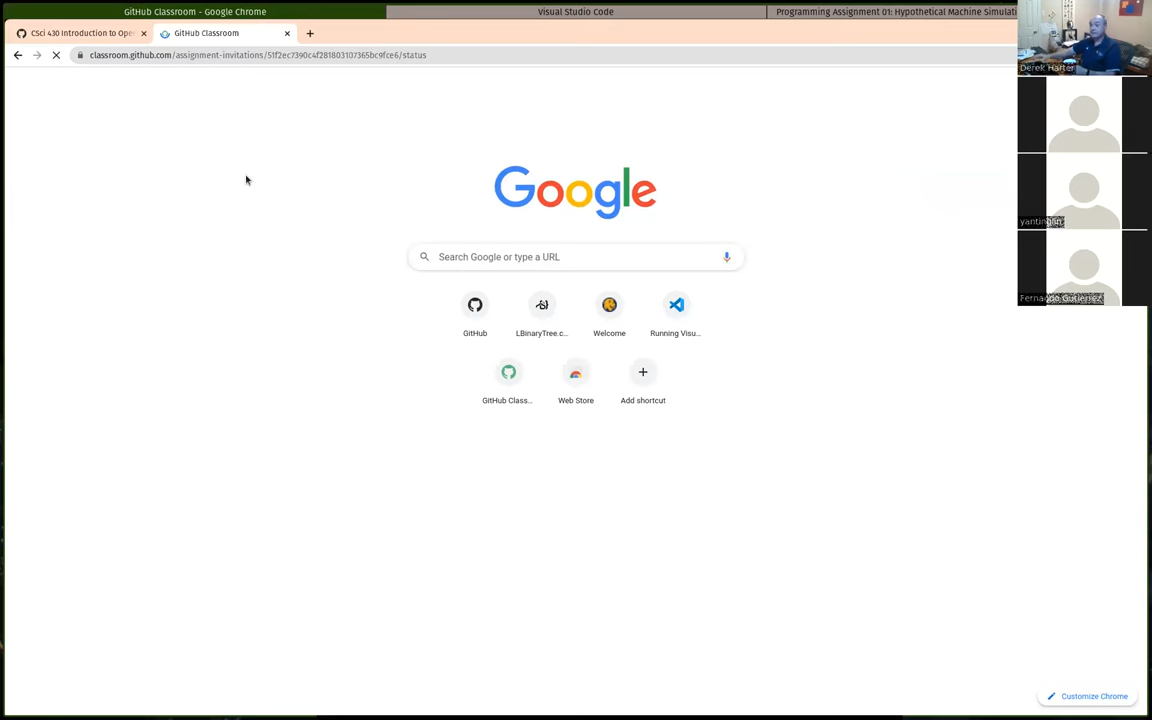 GitHub Classroom - Google Chrome
Visual Studio Code
Programming Assignment 01: Hypothetical Machine Simulati
CSci 430 Introduction to Ope
GitHub Classroom
classroom.github.com/assignment-invitations/51f2ec7390c4f281803107365bc9fce6/status
Derek Harter
Google
Search Google or type a URL
GitHub
LBinaryTree.c...
Welcome
Running Visu...
GitHub Class...
Web Store
Add shortcut
Customize Chrome